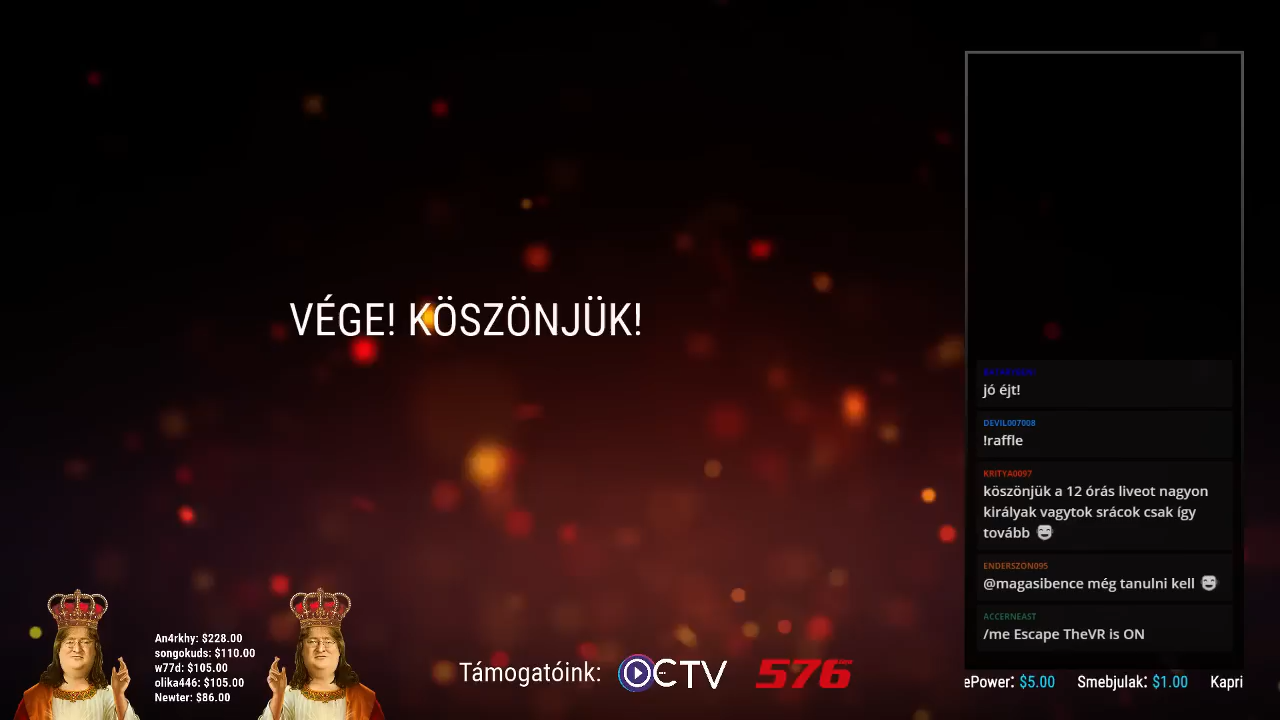 VÉGE! KÖSZÖNJÜK!
jó éjt!
DEVIL007008
!raffle
KRITYA0097
köszönjük a 12 órás liveot nagyon
királyak vagytok srácok csak így
tovább
ENDERSZON095
@magasibence még tanulni kell
ACCERNEAST
/me Escape TheVR is ON
An4rkhy: $228.00
songokuds: $110.00
w77d: $105.00
olika446: $105.00
Newter: $86.00
Támogatóink: CTV 576
ePower: $5.00 Smebjulak: $1.00 Kapri